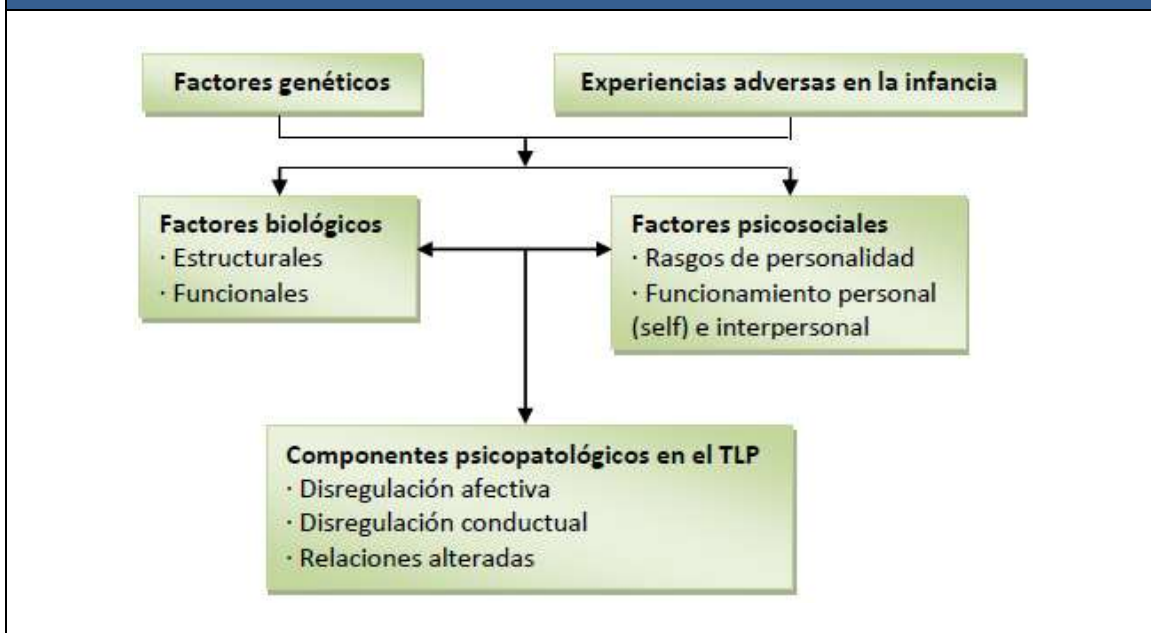 Factores genéticos
Experiencias adversas en la infancia
Factores biológicos
· Estructurales
· Funcionales
Factores psicosociales
· Rasgos de personalidad
· Funcionamiento personal
(self) e interpersonal
Componentes psicopatológicos en el TLP
· Disregulación afectiva
· Disregulación conductual
· Relaciones alteradas